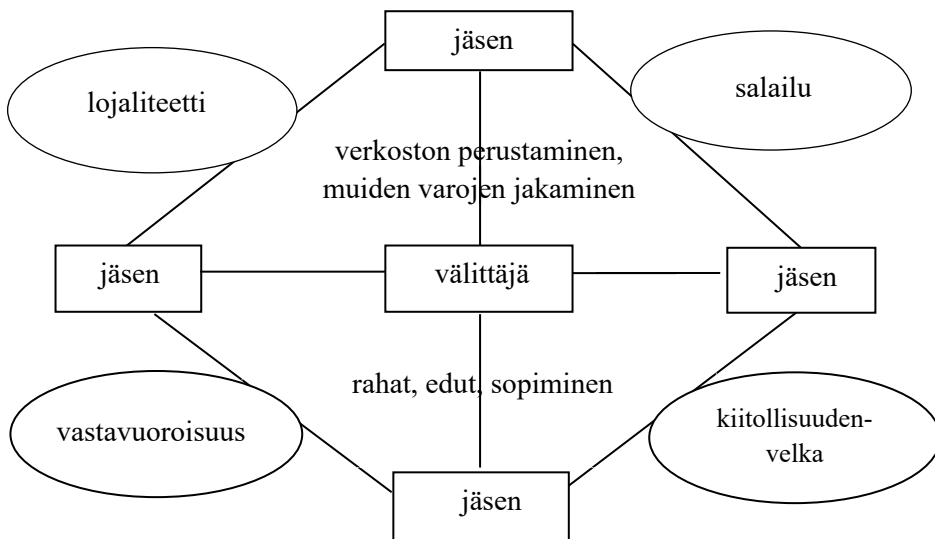 jäsen
lojaliteetti
salailu
verkoston perustaminen,
muiden varojen jakaminen
jäsen
välittäjä
jäsen
rahat, edut, sopiminen
vastavuoroisuus
kiitollisuuden-
velka
jäsen